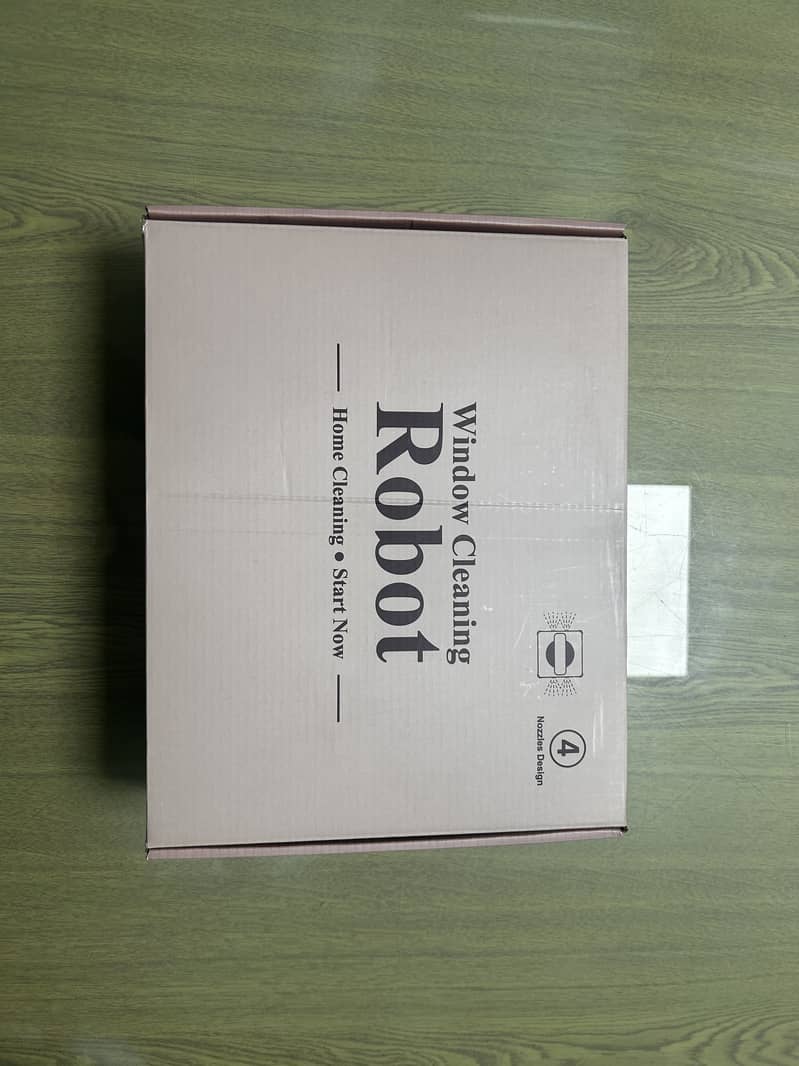 4
Nozzles Design
Window Cleaning
Robot
Home Cleaning • Start Now